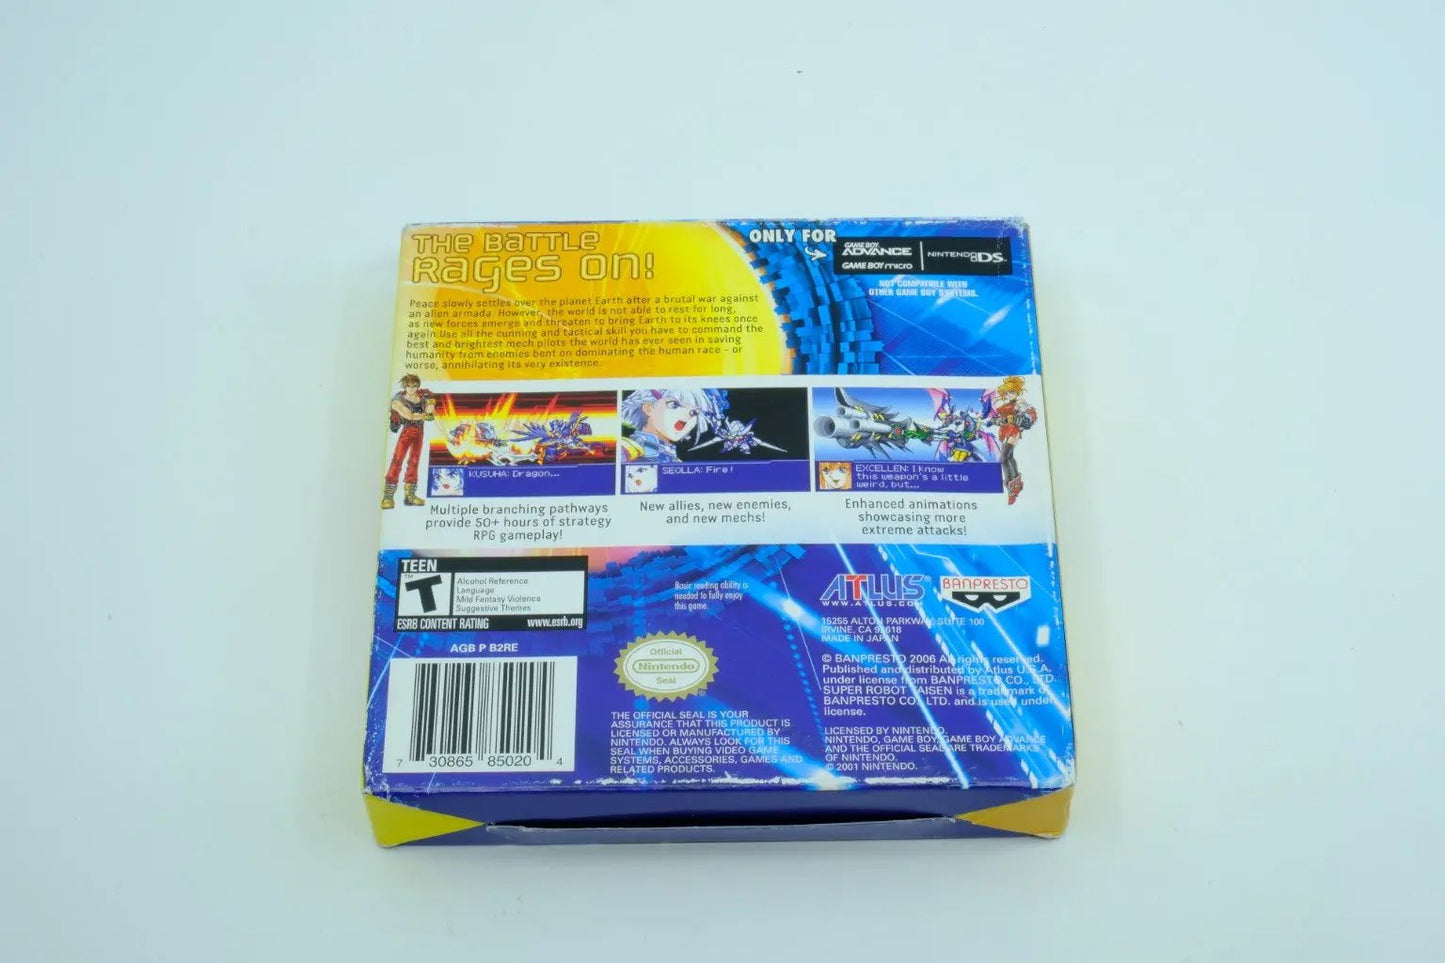 THE BATTLE
RAGES ON!
ONLY FOR
GAME BOY
ADVANCE
GAME BOY micro
NINTENDO DS™
NOT COMPATIBLE WITH
OTHER GAME BOY SYSTEMS.
Peace slowly settles over the planet Earth after a brutal war against
an alien armada. However, the world is not able to rest for long,
as new forces emerge and threaten to bring Earth to its knees once
again. Use all the cunning and tactical skill you have to command the
best and brightest mech pilots the world has ever seen in saving
humanity from enemies bent on dominating the human race – or
worse, annihilating its very existence.
KUSUHA: Dragon...
SEOLLA: Fire!
EXCELLEN: I know
this weapon's a little
weird, but...
Multiple branching pathways
provide 50+ hours of strategy
RPG gameplay!
New allies, new enemies,
and new mechs!
Enhanced animations
showcasing more
extreme attacks!
TEEN
T
Alcohol Reference
Language
Mild Fantasy Violence
Suggestive Themes
ESRB CONTENT RATING www.esrb.org
AGB P B2RE
7 30865 85020 4
Basic reading ability is
needed to fully enjoy
this game.
Official
Nintendo
Seal
THE OFFICIAL SEAL IS YOUR
ASSURANCE THAT THIS PRODUCT IS
LICENSED OR MANUFACTURED BY
NINTENDO. ALWAYS LOOK FOR THIS
SEAL WHEN BUYING VIDEO GAME
SYSTEMS, ACCESSORIES, GAMES AND
RELATED PRODUCTS.
ATLUS®
WWW.ATLUS.COM
BANPRESTO
15255 ALTON PARKWAY, SUITE 100
IRVINE, CA 92618
MADE IN JAPAN
© BANPRESTO 2006 All rights reserved.
Published and distributed by Atlus U.S.A.
under license from BANPRESTO CO., LTD.
SUPER ROBOT TAISEN is a trademark of
BANPRESTO CO., LTD. and is used under
license.
LICENSED BY NINTENDO.
NINTENDO, GAME BOY, GAME BOY ADVANCE
AND THE OFFICIAL SEAL ARE TRADEMARKS
OF NINTENDO.
© 2001 NINTENDO.